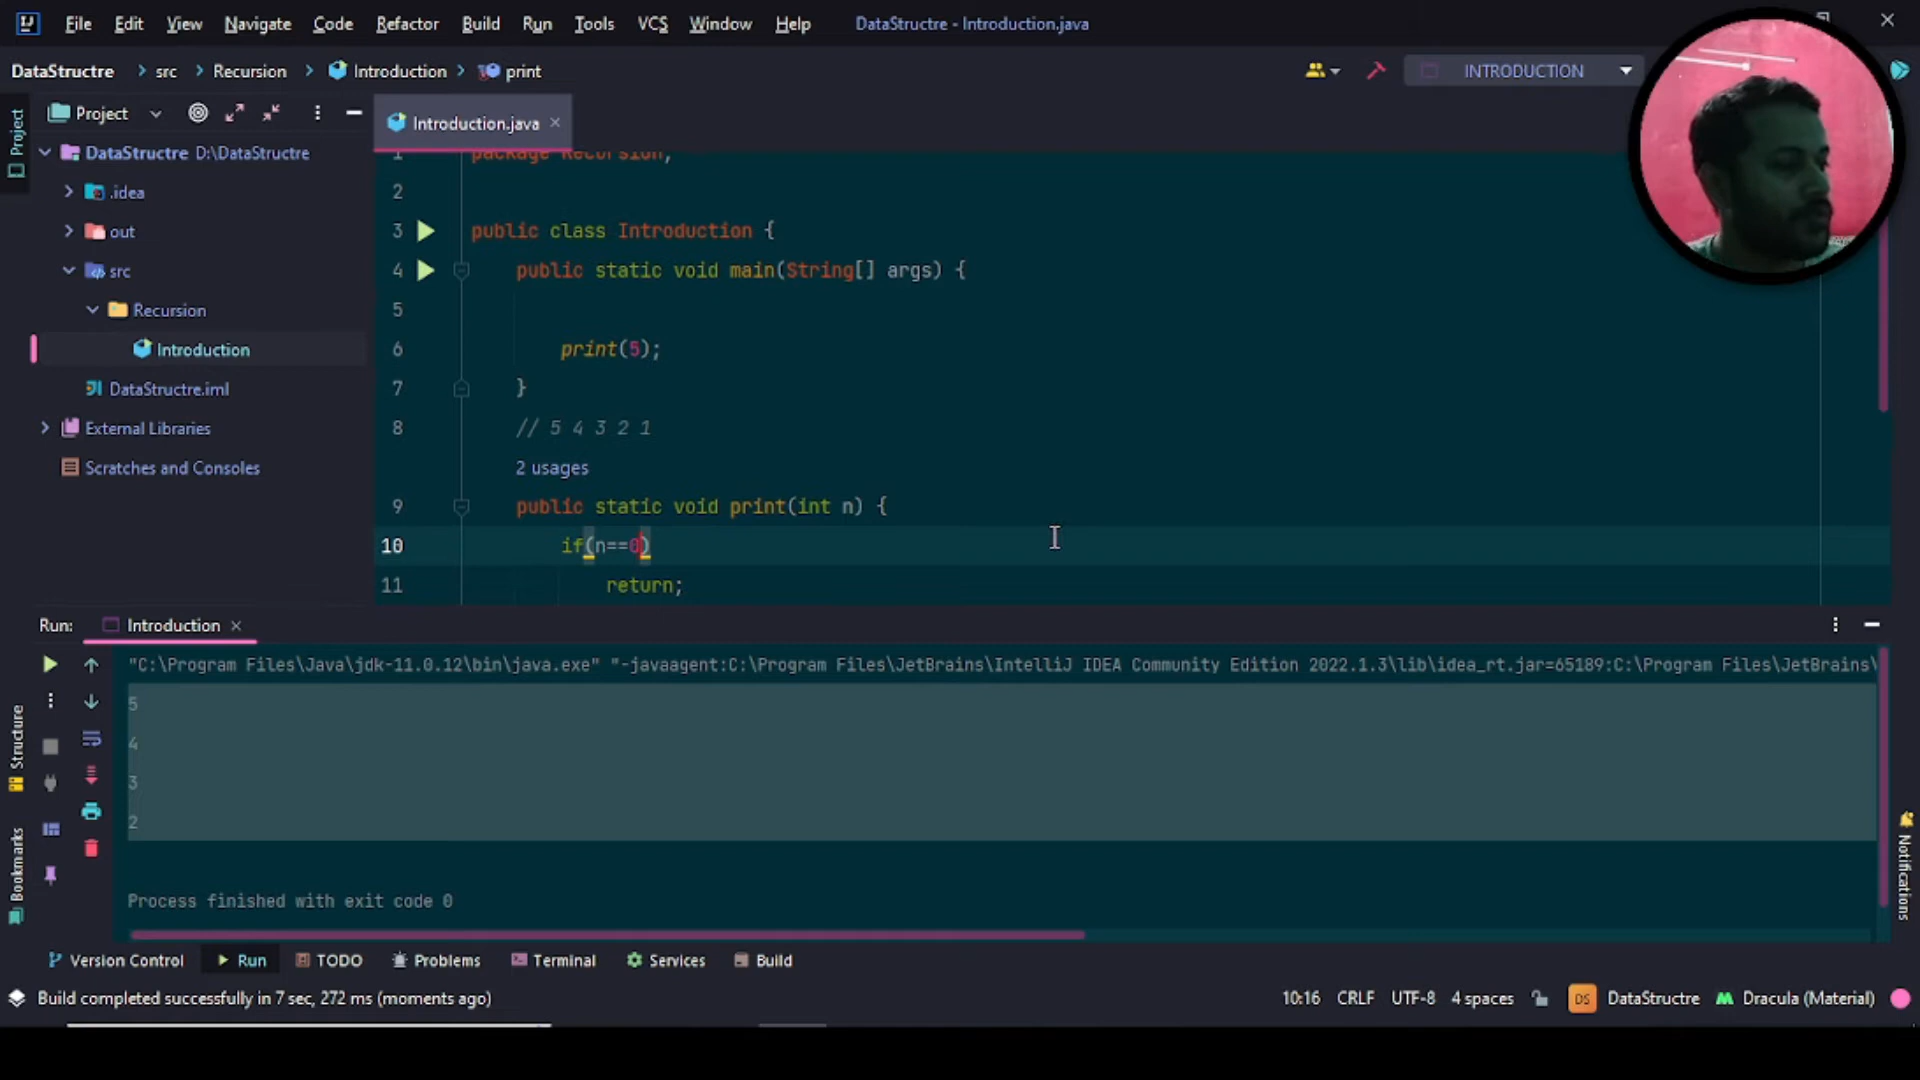 File Edit View Navigate Code Refactor Build Run Tools VCS Window Help DataStructre - Introduction.java
DataStructre src Recursion Introduction print INTRODUCTION
Project Introduction.java
Project
DataStructre D:\DataStructre
.idea
out
src
Recursion
Introduction
DataStructre.iml
External Libraries
Scratches and Consoles
1 package Recursion;
2
3 public class Introduction {
4 public static void main(String[] args) {
5
6 print(5);
7 }
8 // 5 4 3 2 1
2 usages
9 public static void print(int n) {
10 if(n==0)
11 return;
Run: Introduction
"C:\Program Files\Java\jdk-11.0.12\bin\java.exe" "-javaagent:C:\Program Files\JetBrains\IntelliJ IDEA Community Edition 2022.1.3\lib\idea_rt.jar=65189:C:\Program Files\JetBrains\
5
4
3
2
Process finished with exit code 0
Structure
Bookmarks
Notifications
Version Control Run TODO Problems Terminal Services Build
Build completed successfully in 7 sec, 272 ms (moments ago) 10:16 CRLF UTF-8 4 spaces DS DataStructre Dracula (Material)